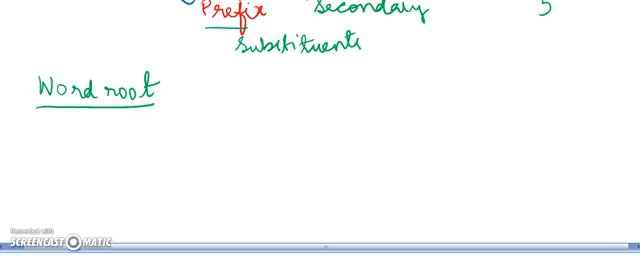 Prefix Secondary 5
Substituents
Word root
Recorded with
SCREENCAST MATIC